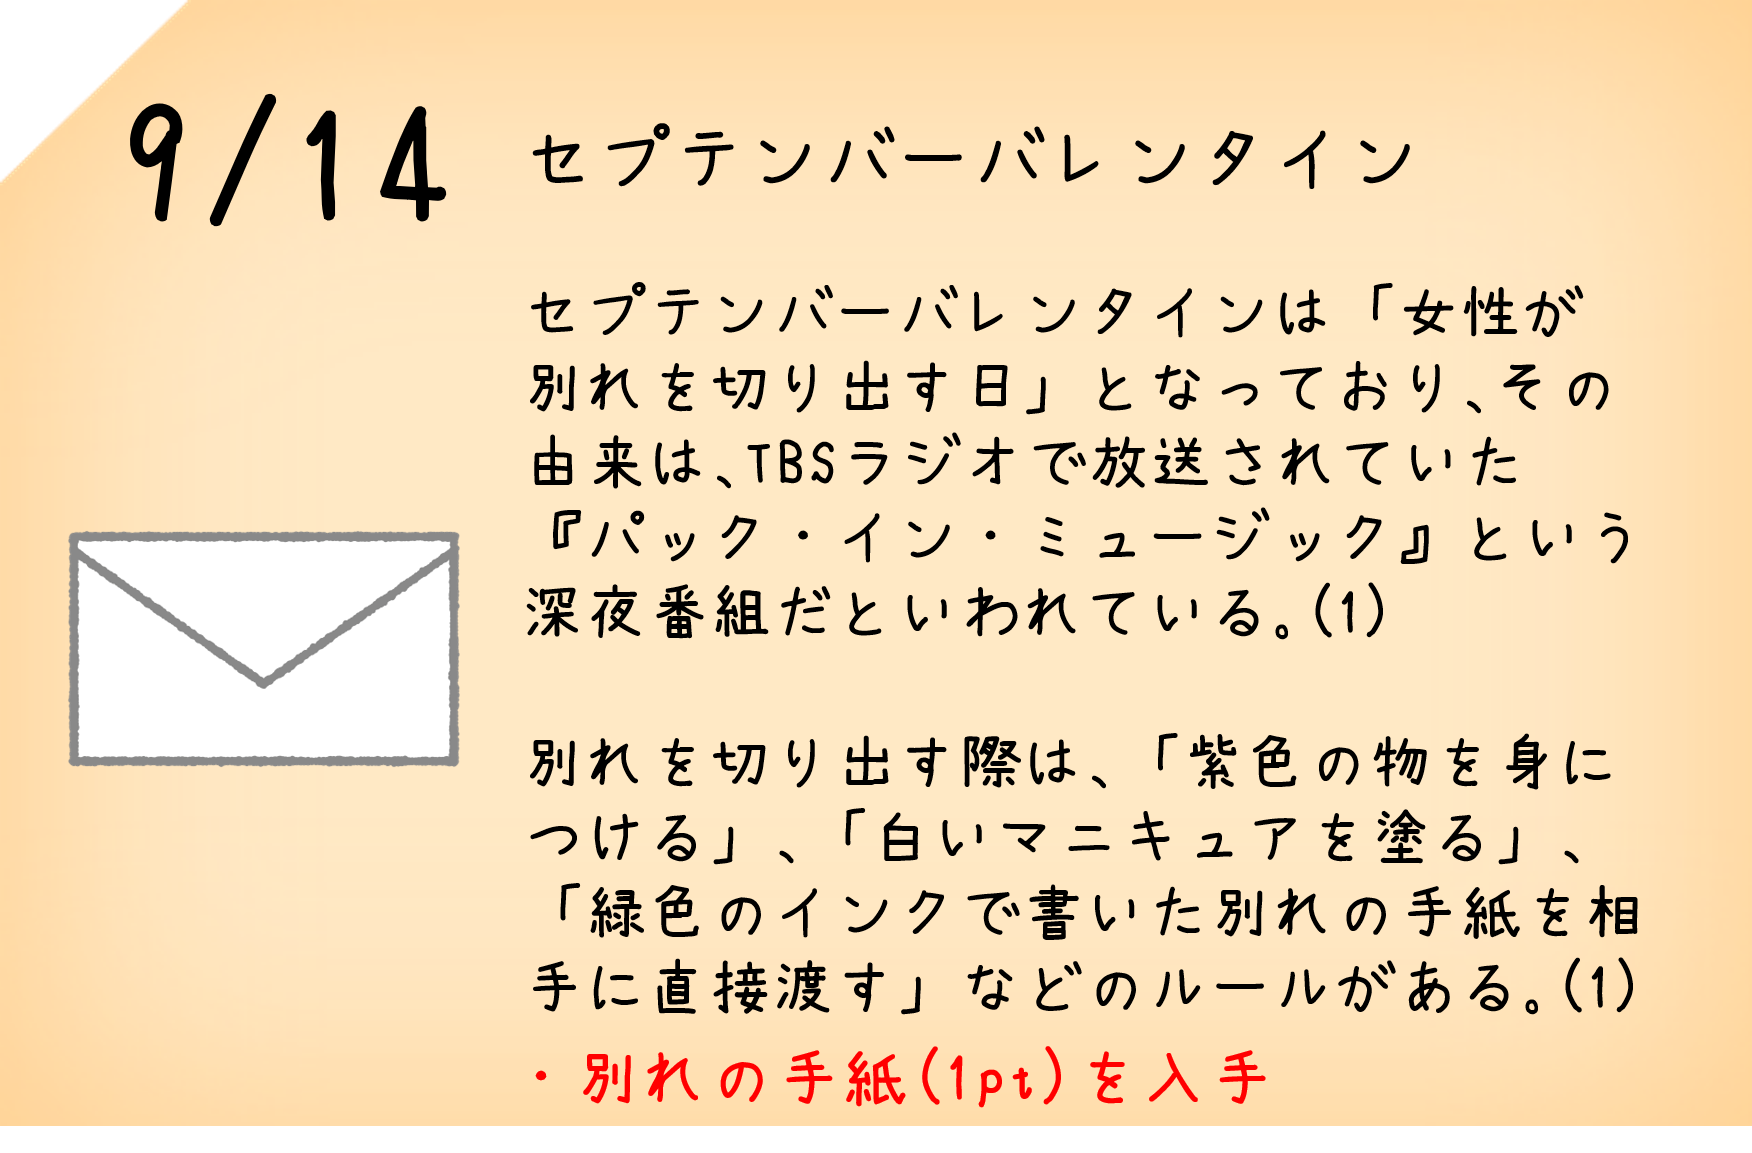 9/14
セプテンバーバレンタイン
セプテンバーバレンタインは「女性が
別れを切り出す日」となっており、その
由来は、TBSラジオで放送されていた
『パック・イン・ミュージック』という
深夜番組だといわれている。(1)
別れを切り出す際は、「紫色の物を身に
つける」、「白いマニキュアを塗る」、
「緑色のインクで書いた別れの手紙を相
手に直接渡す」などのルールがある。(1)
・別れの手紙(1pt)を入手